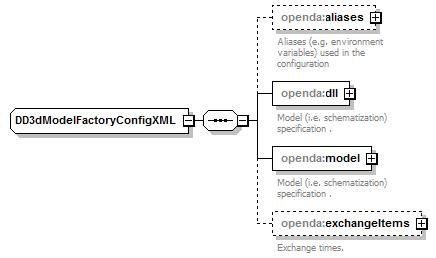 openda:aliases
Aliases (e.g. environment
variables) used in the
configuration
openda:dll
Model (i.e. schematization)
specification .
DD3dModelFactoryConfigXML
openda:model
Model (i.e. schematization)
specification .
openda:exchangeItems
Exchange times.